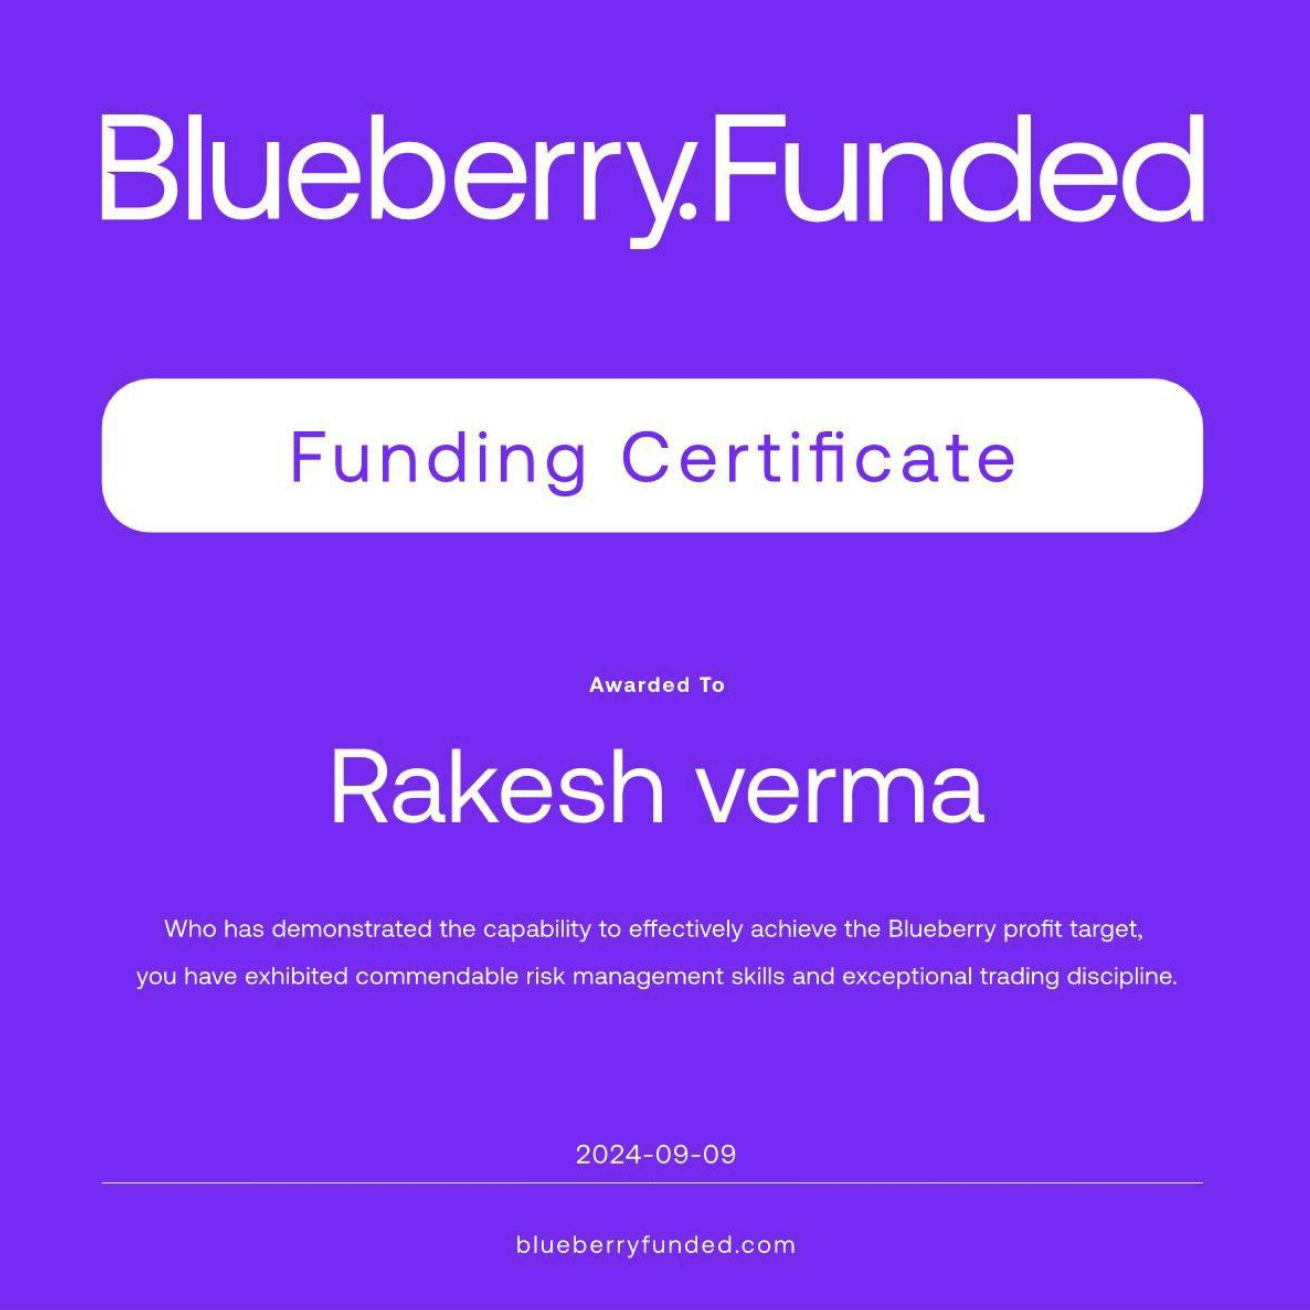 Blueberry.Funded
Funding Certificate
Awarded To
Rakesh verma
Who has demonstrated the capability to effectively achieve the Blueberry profit target,
you have exhibited commendable risk management skills and exceptional trading discipline.
2024-09-09
blueberryfunded.com